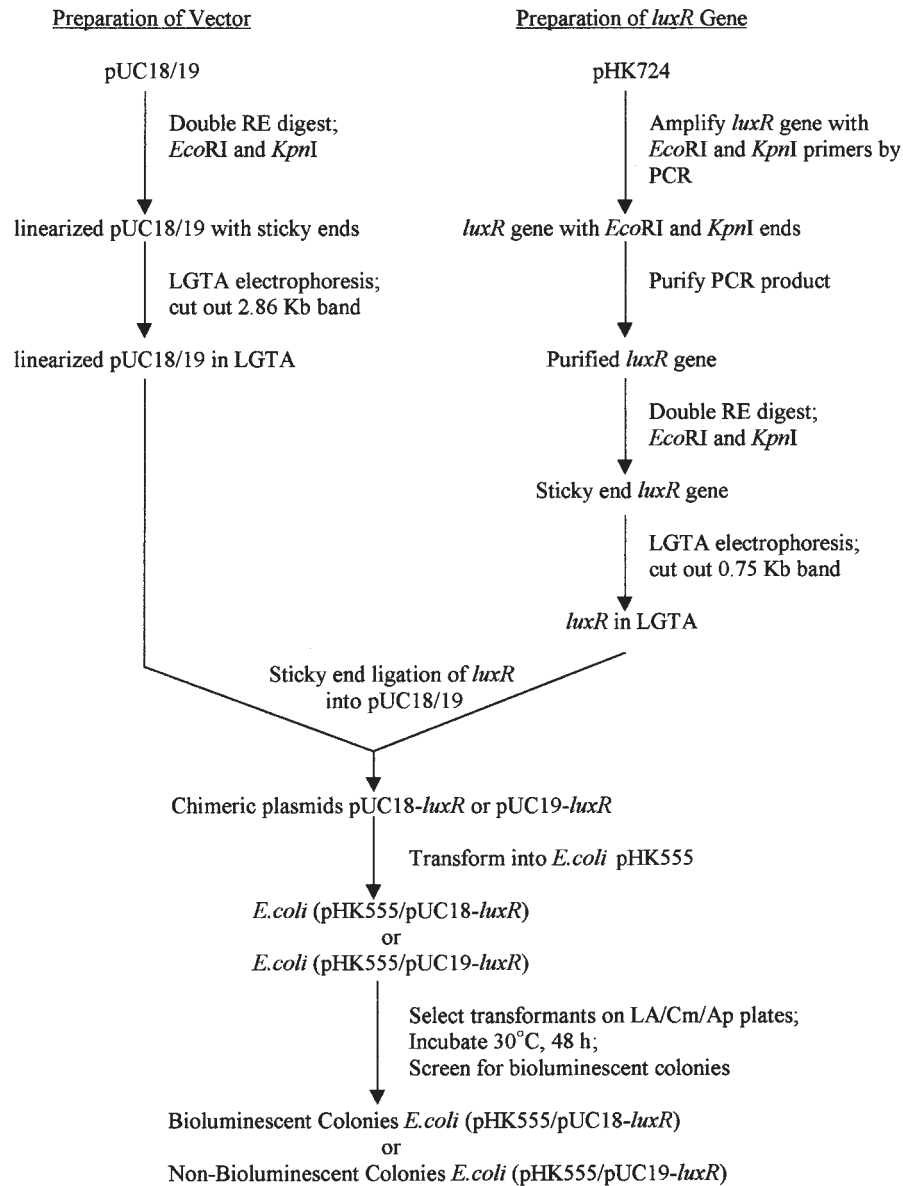 Preparation of Vector
pUC18/19
Double RE digest;
EcoRI and KpnI
linearized pUC18/19 with sticky ends
LGTA electrophoresis;
cut out 2.86 Kb band
linearized pUC18/19 in LGTA
Preparation of luxR Gene
pHK724
Amplify luxR gene with
EcoRI and KpnI primers by
PCR
luxR gene with EcoRI and KpnI ends
Purify PCR product
Purified luxR gene
Double RE digest;
EcoRI and KpnI
Sticky end luxR gene
LGTA electrophoresis;
cut out 0.75 Kb band
luxR in LGTA
Sticky end ligation of luxR
into pUC18/19
Chimeric plasmids pUC18-luxR or pUC19-luxR
Transform into E.coli pHK555
E.coli (pHK555/pUC18-luxR)
or
E.coli (pHK555/pUC19-luxR)
Select transformants on LA/Cm/Ap plates;
Incubate 30°C, 48 h;
Screen for bioluminescent colonies
Bioluminescent Colonies E.coli (pHK555/pUC18-luxR)
or
Non-Bioluminescent Colonies E.coli (pHK555/pUC19-luxR)